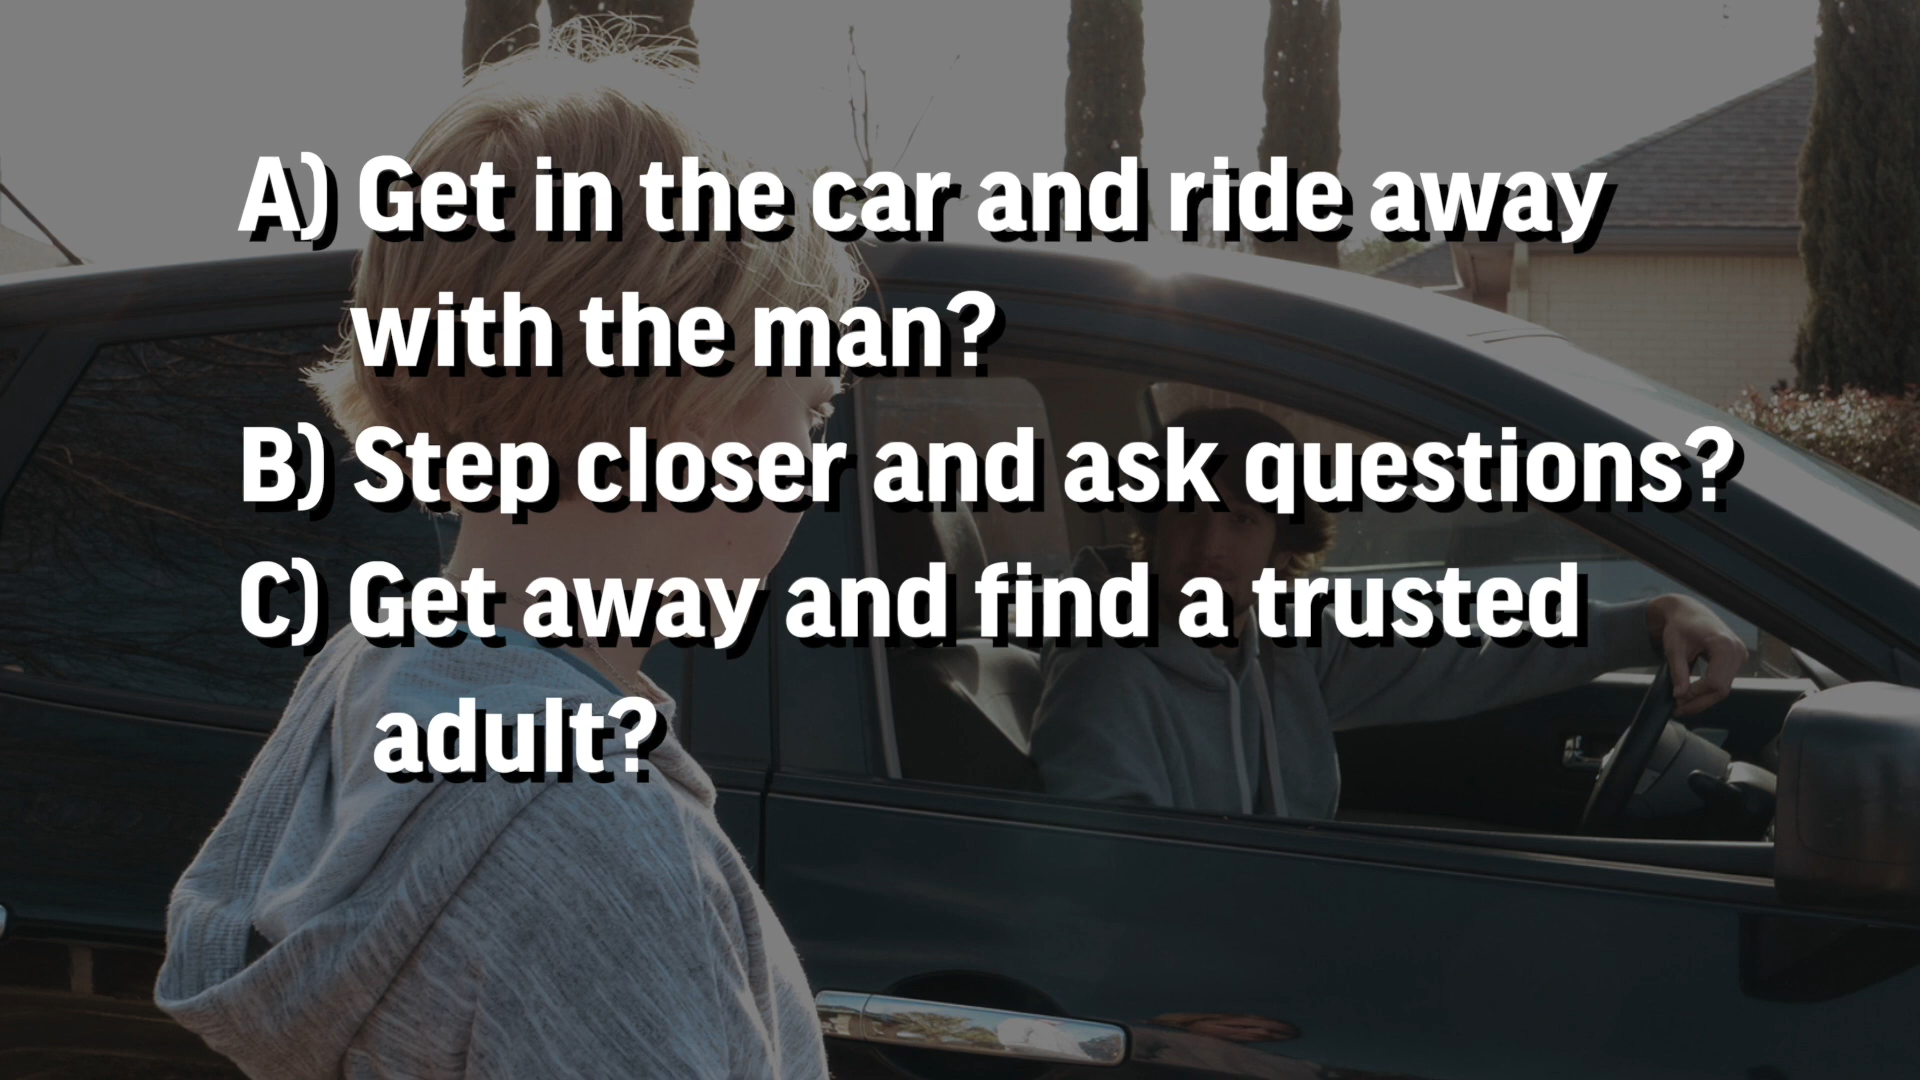 A) Get in the car and ride away
with the man?
B) Step closer and ask questions?
C) Get away and find a trusted
adult?